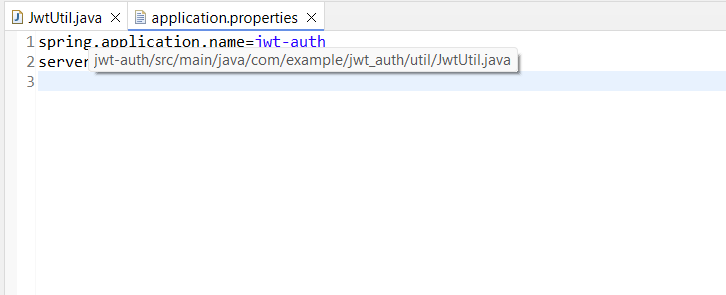 JwtUtil.java
application.properties
1 spring.application.name=jwt-auth
2 server
jwt-auth/src/main/java/com/example/jwt_auth/util/JwtUtil.java
3